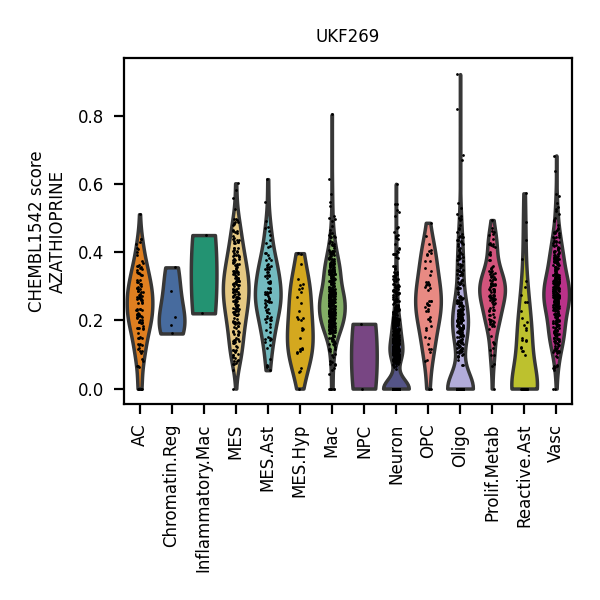 UKF269
CHEMBL1542 score
AZATHIOPRINE
0.8
0.6
0.4
0.2
0.0
AC
Chromatin.Reg
Inflammatory.Mac
MES
MES.Ast
MES.Hyp
Mac
NPC
Neuron
OPC
Oligo
Prolif.Metab
Reactive.Ast
Vasc